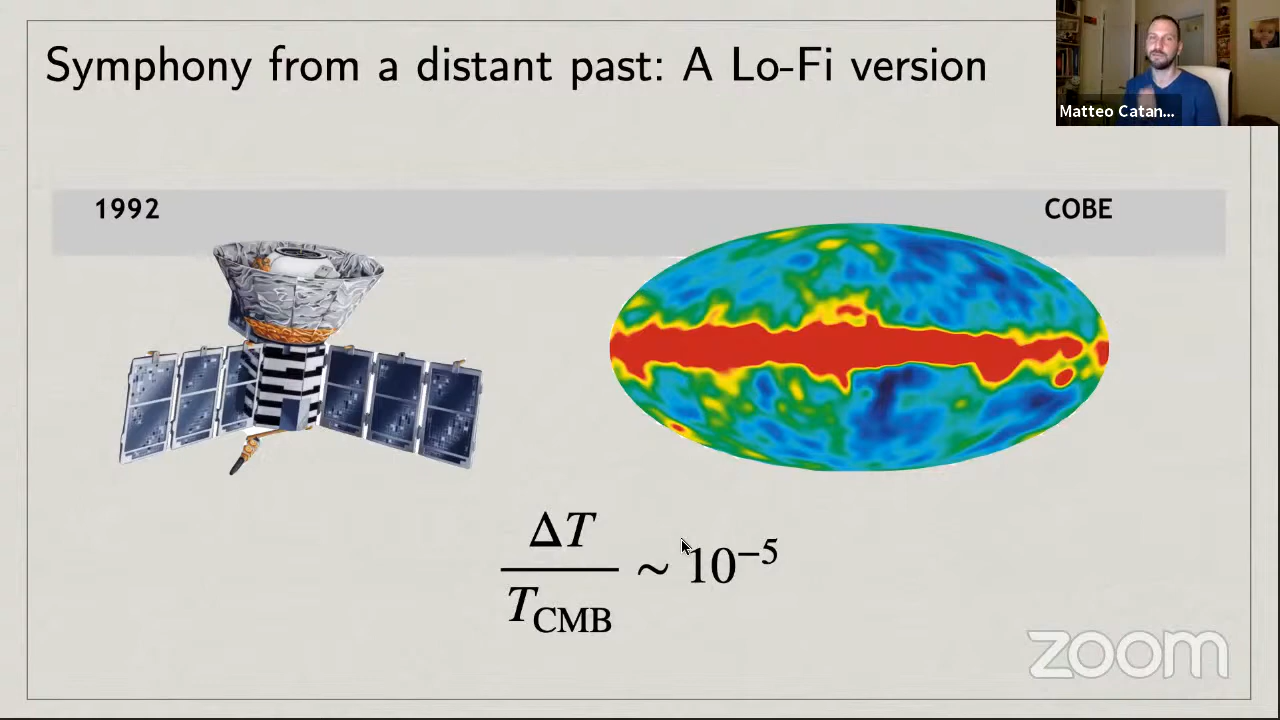 Symphony from a distant past: A Lo-Fi version
Matteo Catan...
1992
COBE
ΔT
T_CMB
~ 10⁻⁵
zoom